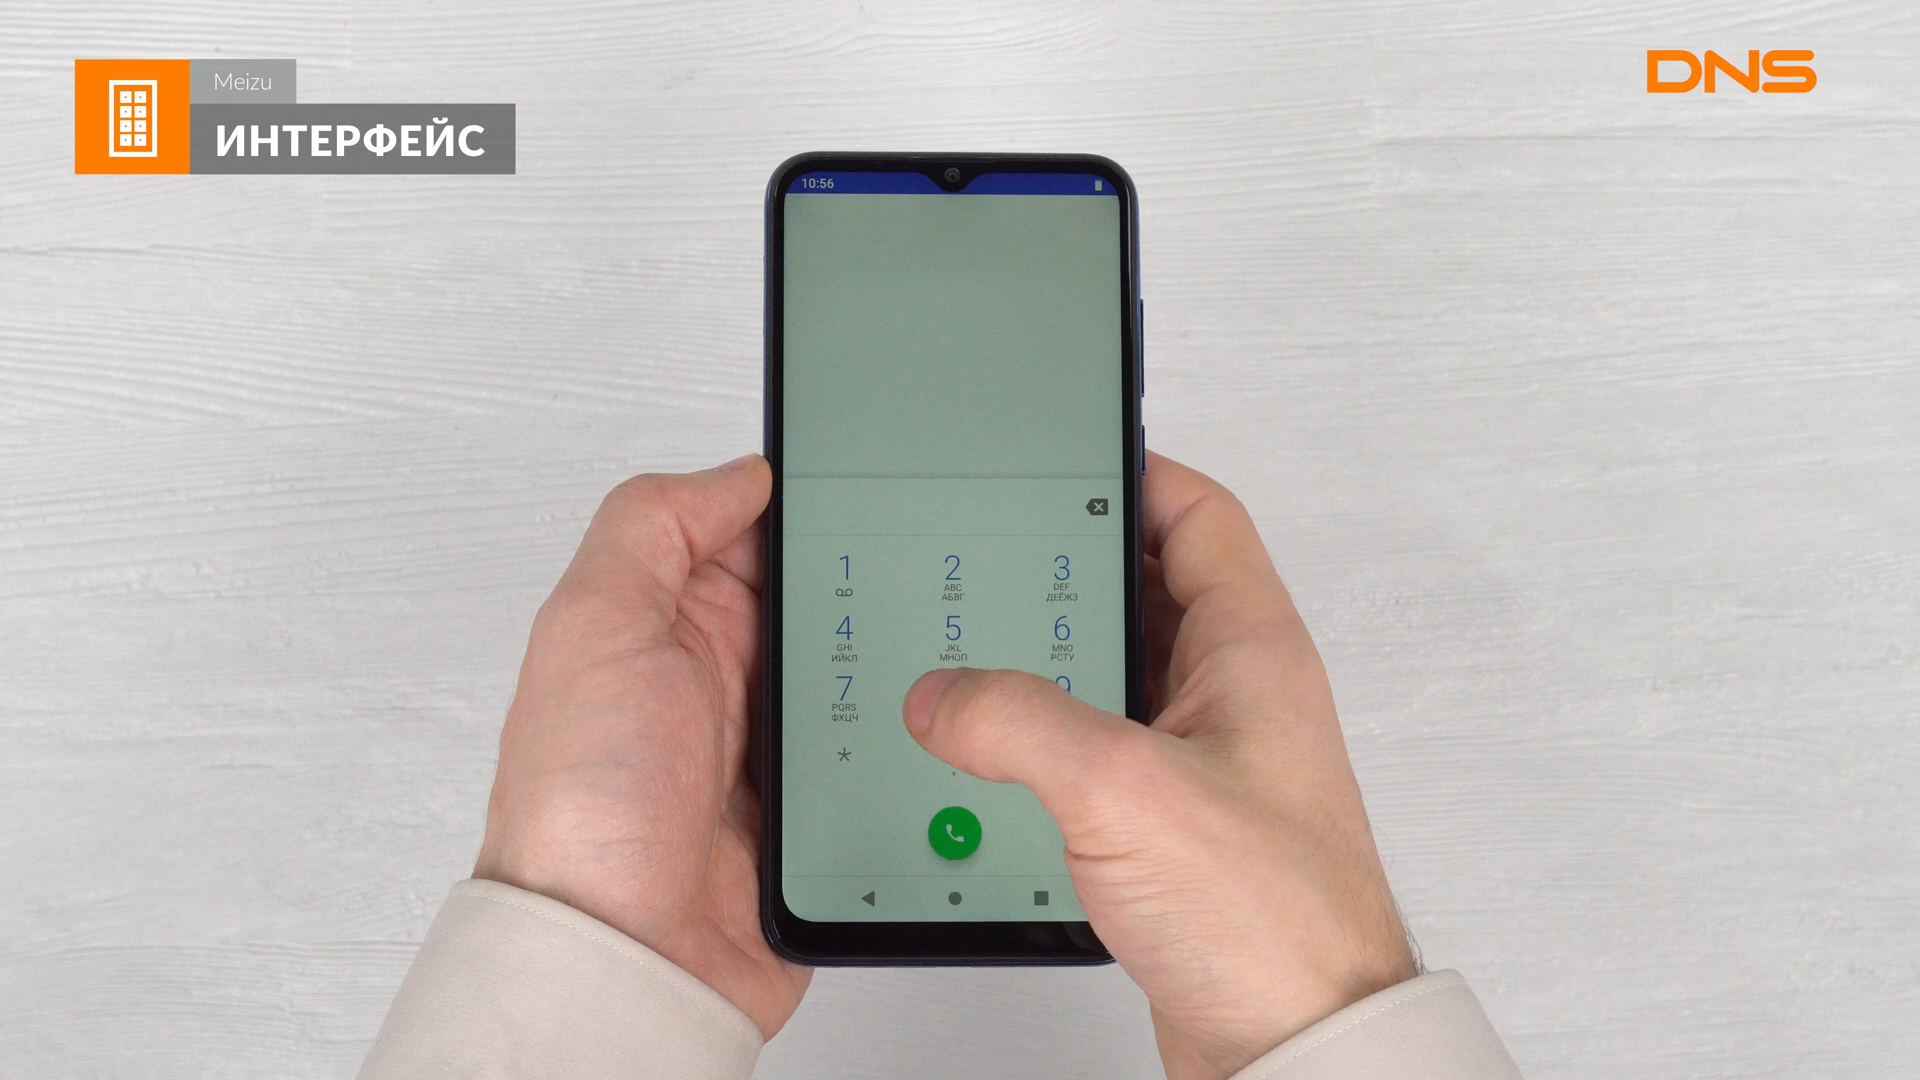 Meizu
ИНТЕРФЕЙС
DNS
10:56
1 2 3
ABC DEF
АБВГ ДЕЁЖЗ
4 5 6
GHI JKL MNO
ИЙКЛ МНОП РСТУ
7 9
PQRS
ФХЦЧ
*
+